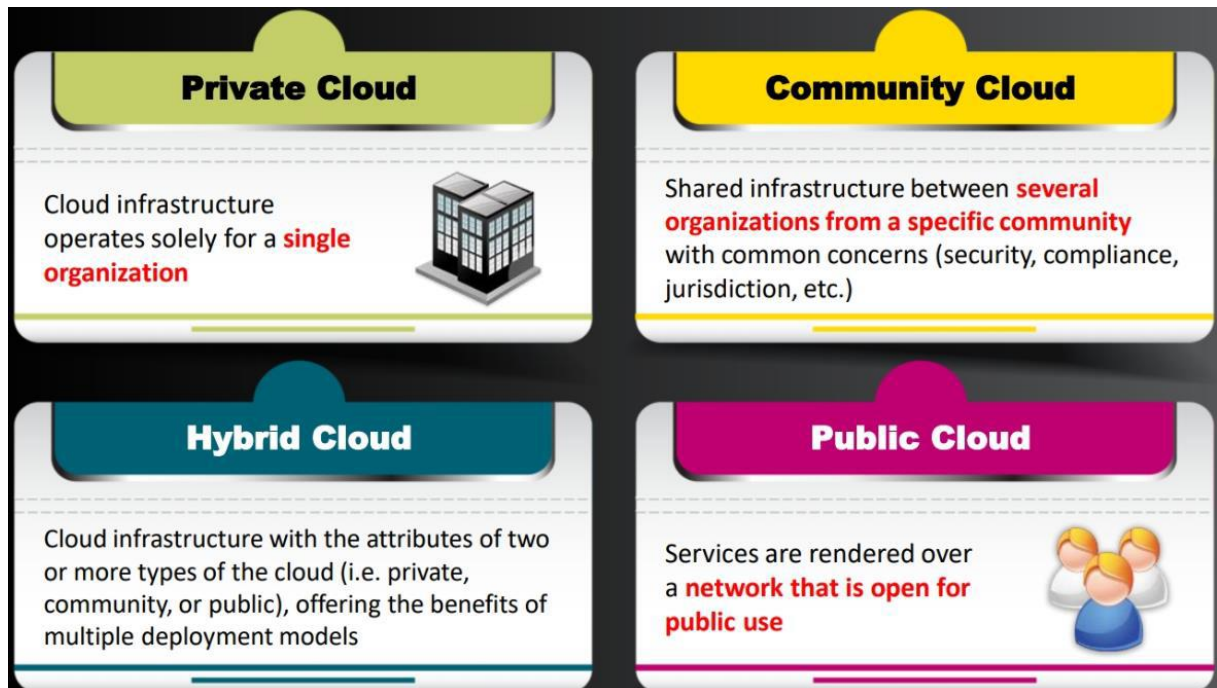 Private Cloud
Cloud infrastructure
operates solely for a single
organization
Community Cloud
Shared infrastructure between several
organizations from a specific community
with common concerns (security, compliance,
jurisdiction, etc.)
Hybrid Cloud
Cloud infrastructure with the attributes of two
or more types of the cloud (i.e. private,
community, or public), offering the benefits of
multiple deployment models
Public Cloud
Services are rendered over
a network that is open for
public use